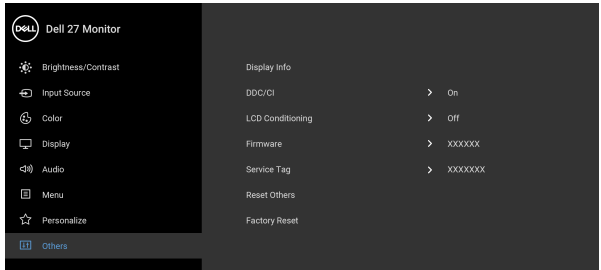 DELL
Dell 27 Monitor
Brightness/Contrast
Input Source
Color
Display
Audio
Menu
Personalize
Others
Display Info
DDC/CI > On
LCD Conditioning > Off
Firmware > XXXXXX
Service Tag > XXXXXXX
Reset Others
Factory Reset